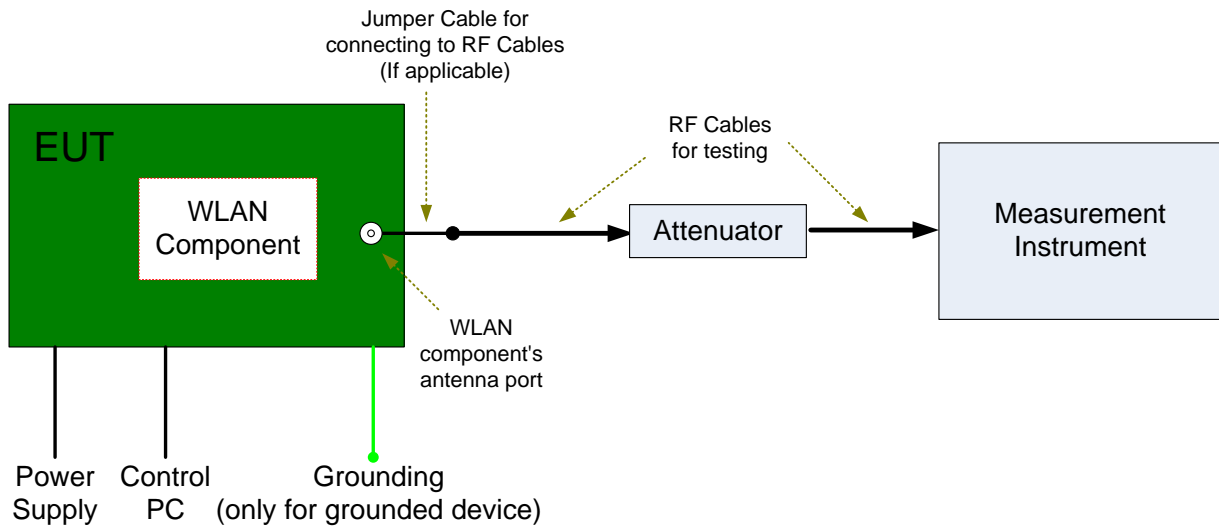 Jumper Cable for
connecting to RF Cables
(If applicable)
EUT
WLAN
Component
RF Cables
for testing
Attenuator
Measurement
Instrument
WLAN
component's
antenna port
Power
Supply
Control
PC
Grounding
(only for grounded device)